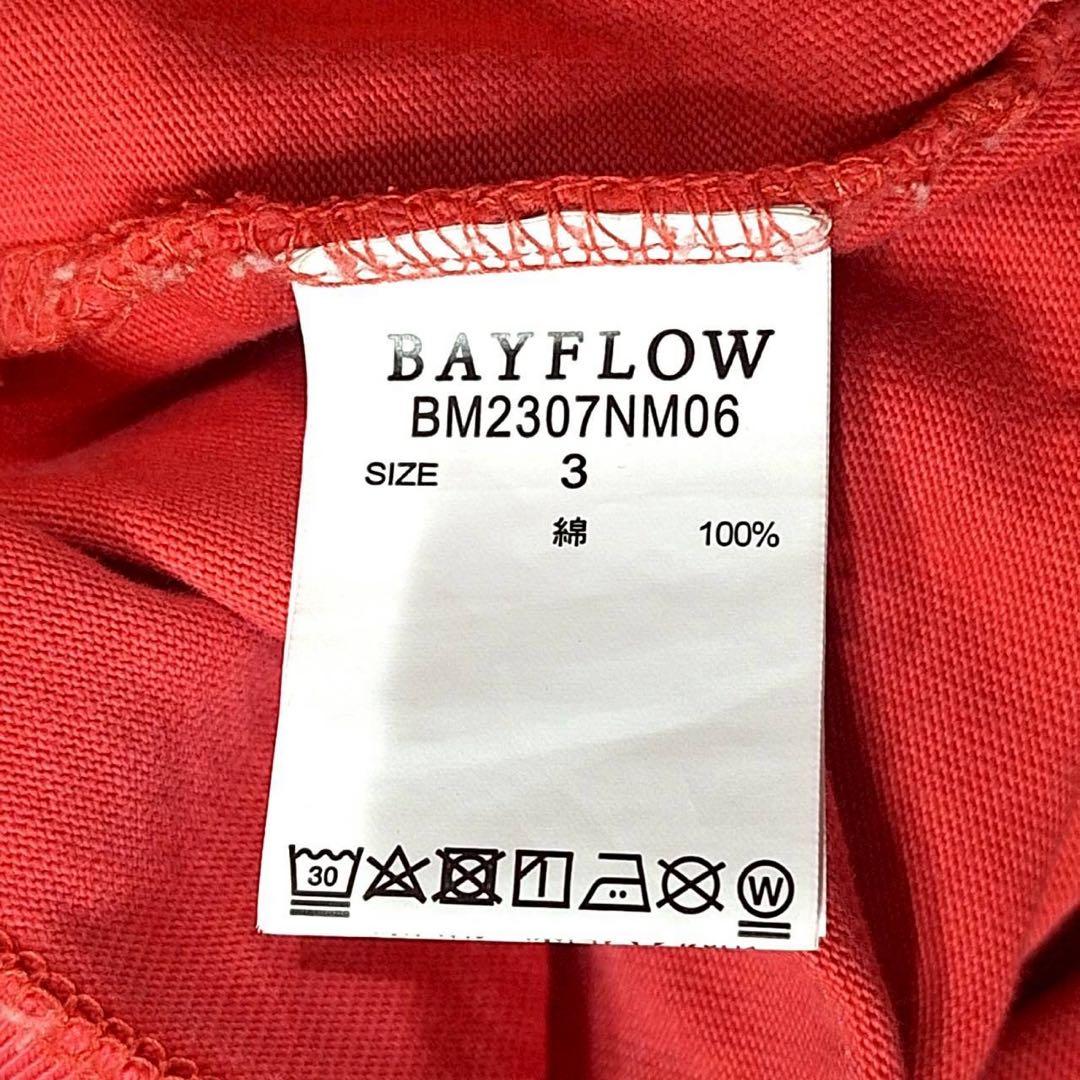 BAYFLOW
BM2307NM06
SIZE 3
綿 100%
30 W